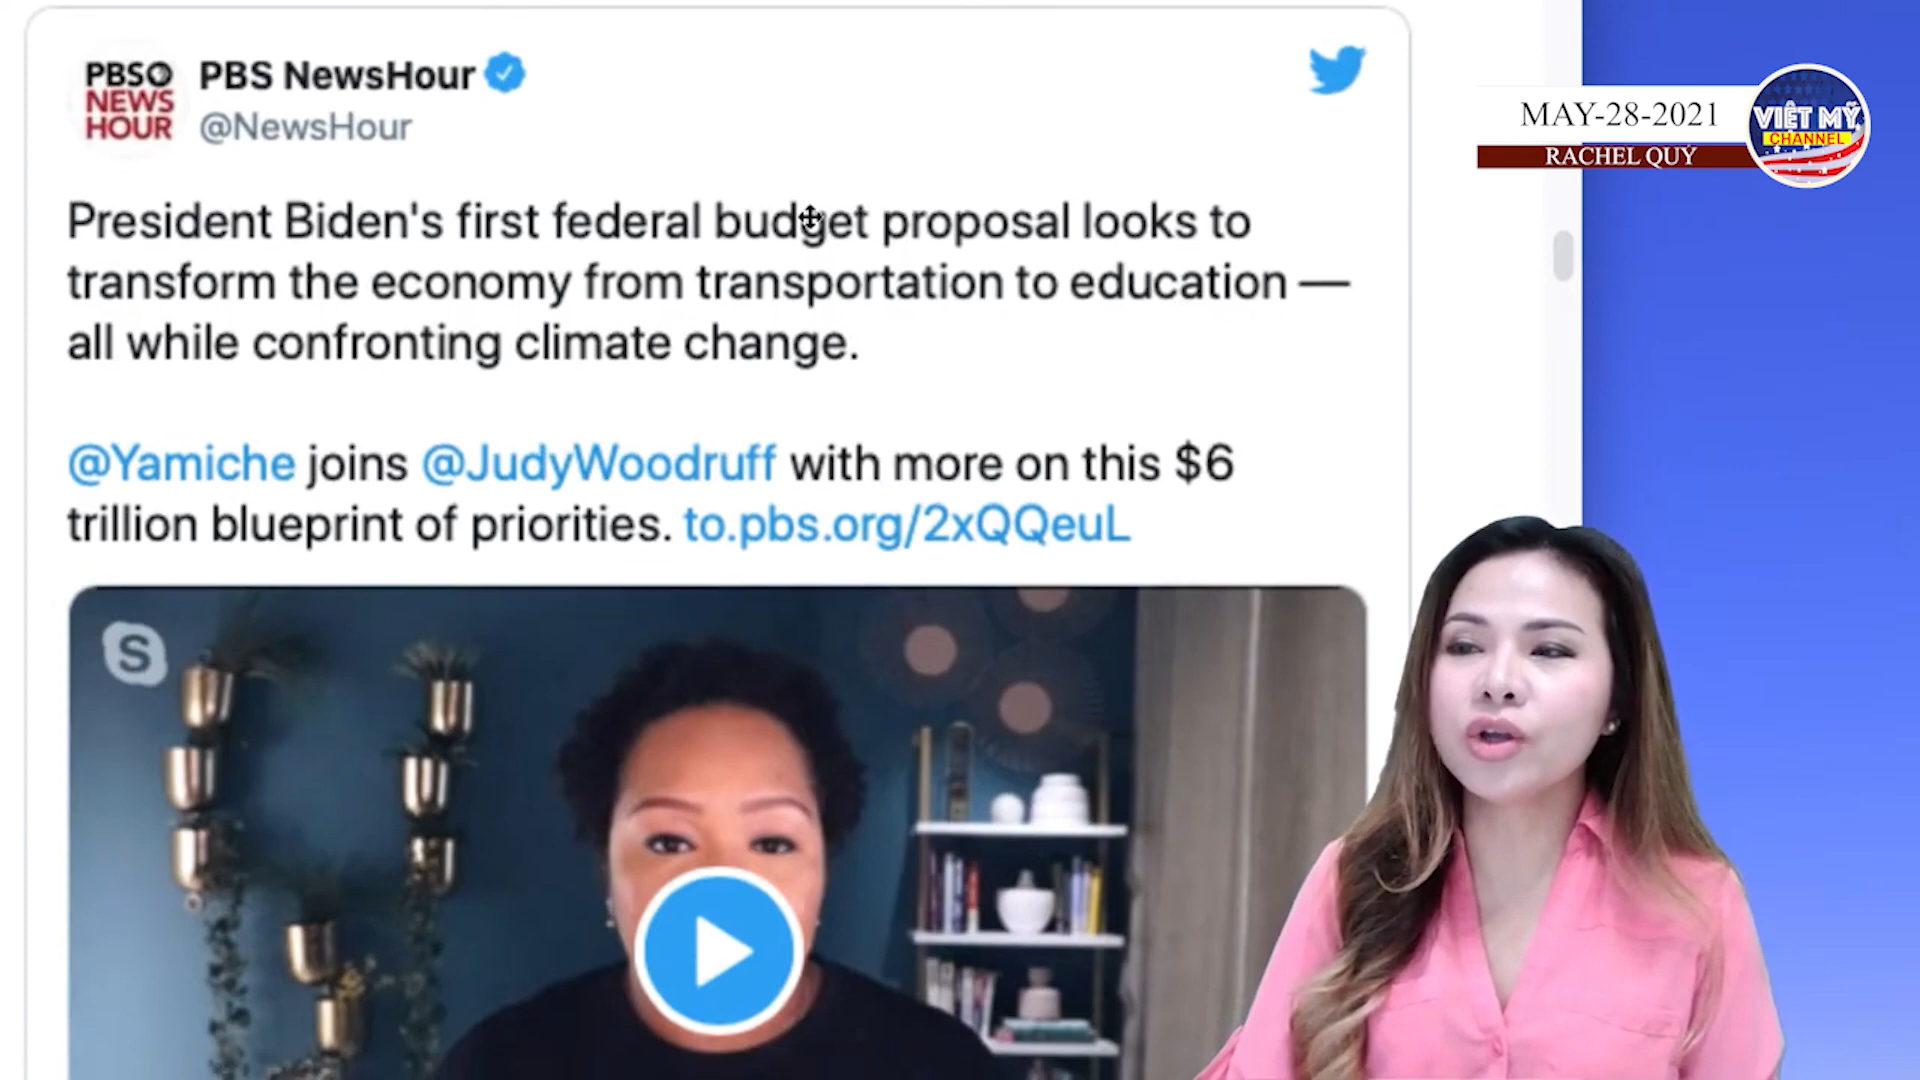 PBS
NEWS
HOUR
PBS NewsHour
@NewsHour
President Biden's first federal budget proposal looks to
transform the economy from transportation to education —
all while confronting climate change.
@Yamiche joins @JudyWoodruff with more on this $6
trillion blueprint of priorities. to.pbs.org/2xQQeuL
S
MAY-28-2021
RACHEL QUÝ
VIỆT MỸ
CHANNEL